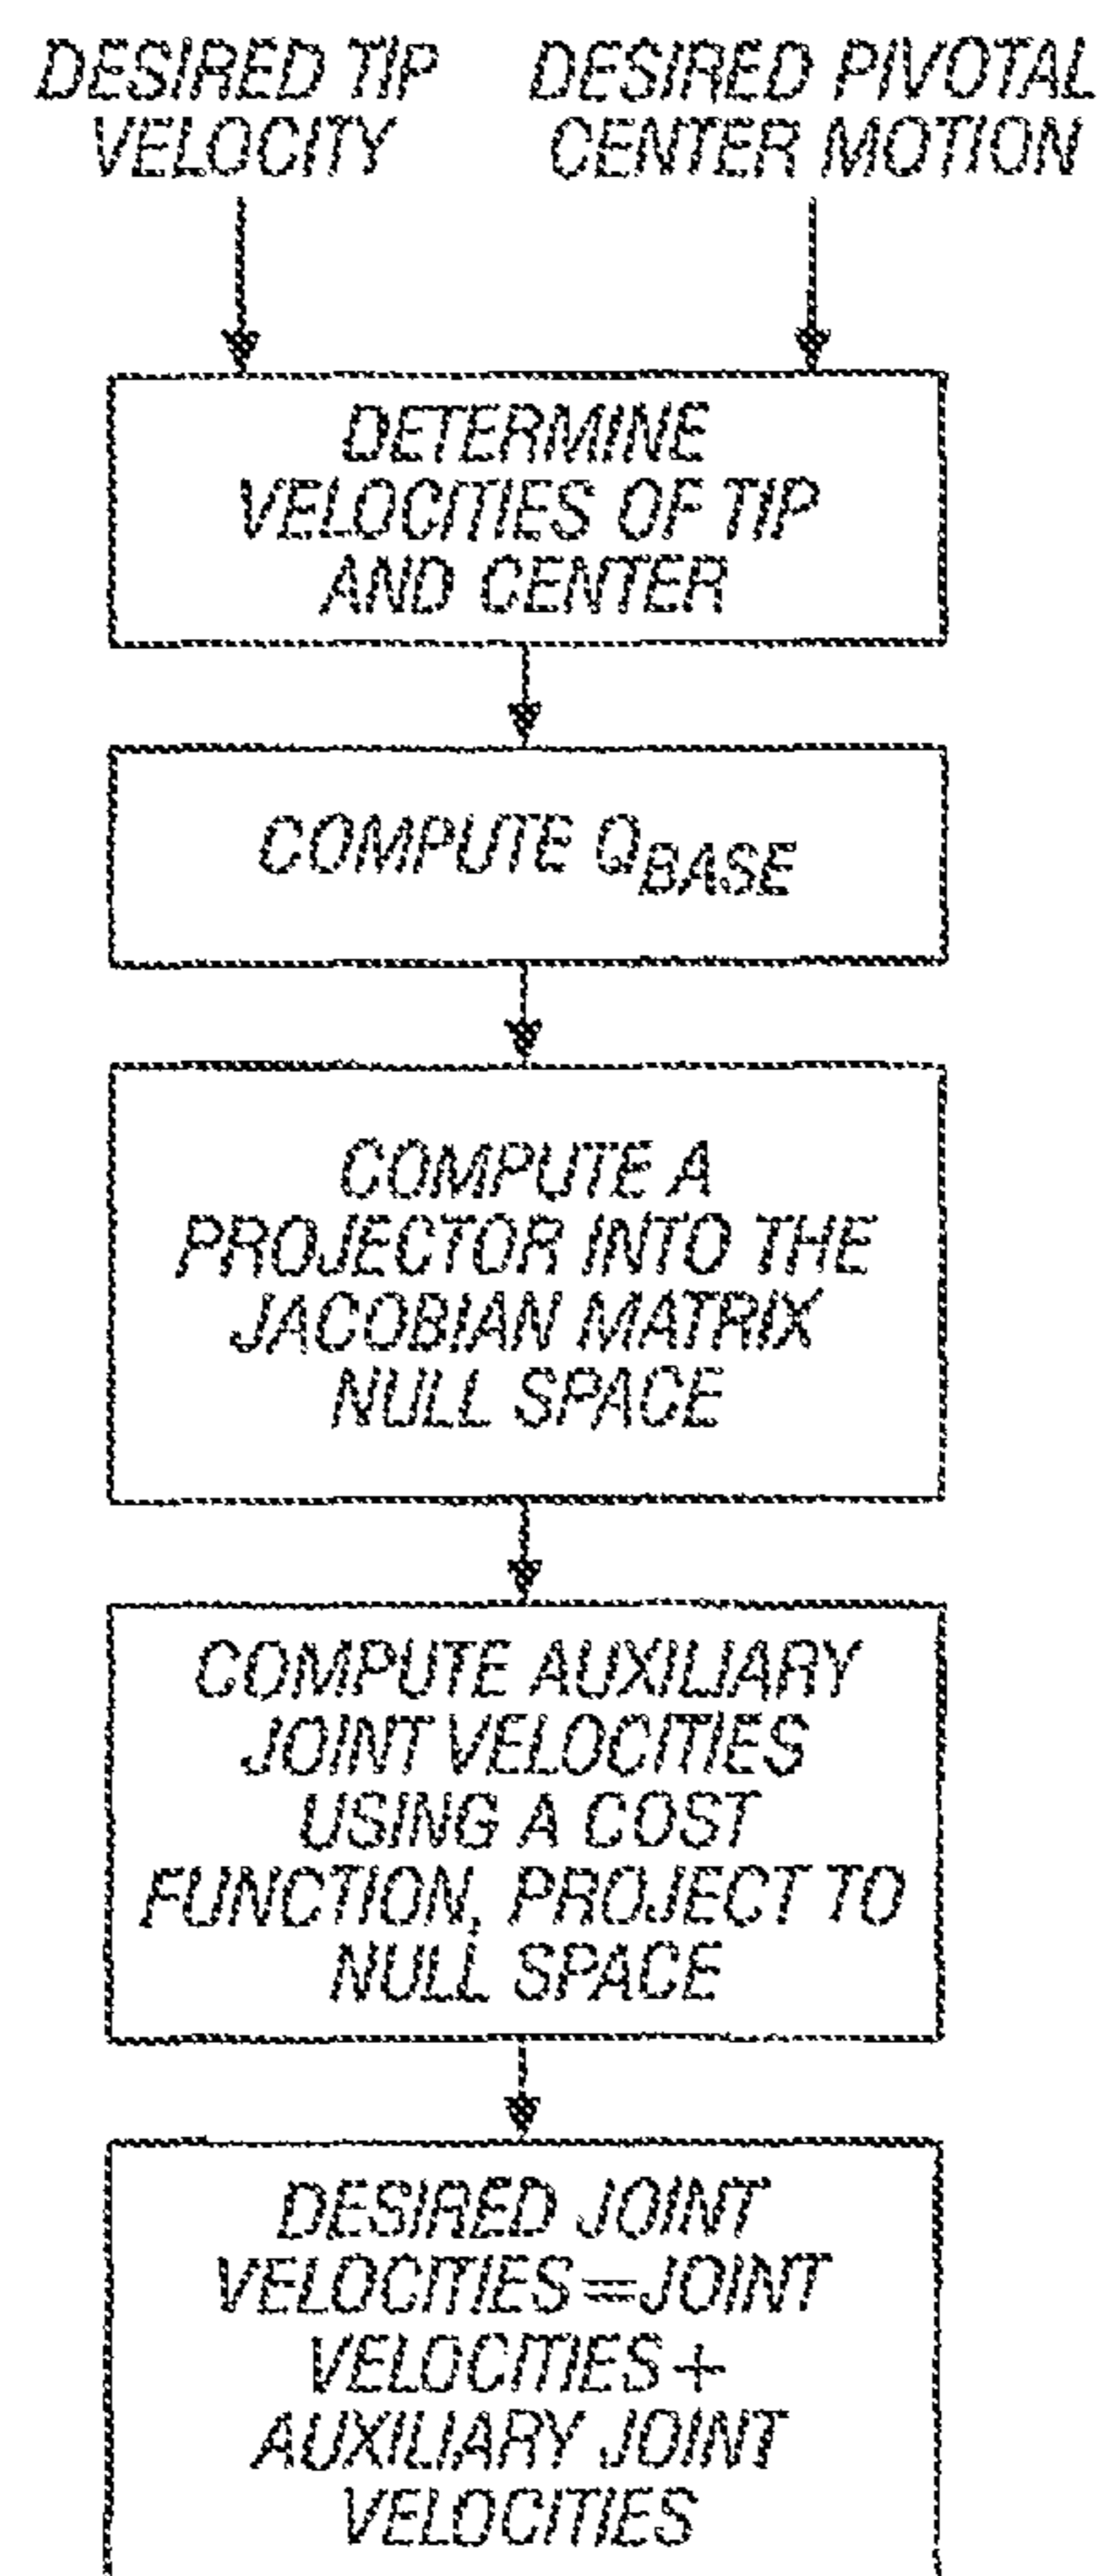 DESIRED TIP
VELOCITY
DESIRED PIVOTAL
CENTER MOTION
DETERMINE
VELOCITIES OF TIP
AND CENTER
COMPUTE QBASE
COMPUTE A
PROJECTOR INTO THE
JACOBIAN MATRIX
NULL SPACE
COMPUTE AUXILIARY
JOINT VELOCITIES
USING A COST
FUNCTION, PROJECT TO
NULL SPACE
DESIRED JOINT
VELOCITIES=JOINT
VELOCITIES+
AUXILIARY JOINT
VELOCITIES